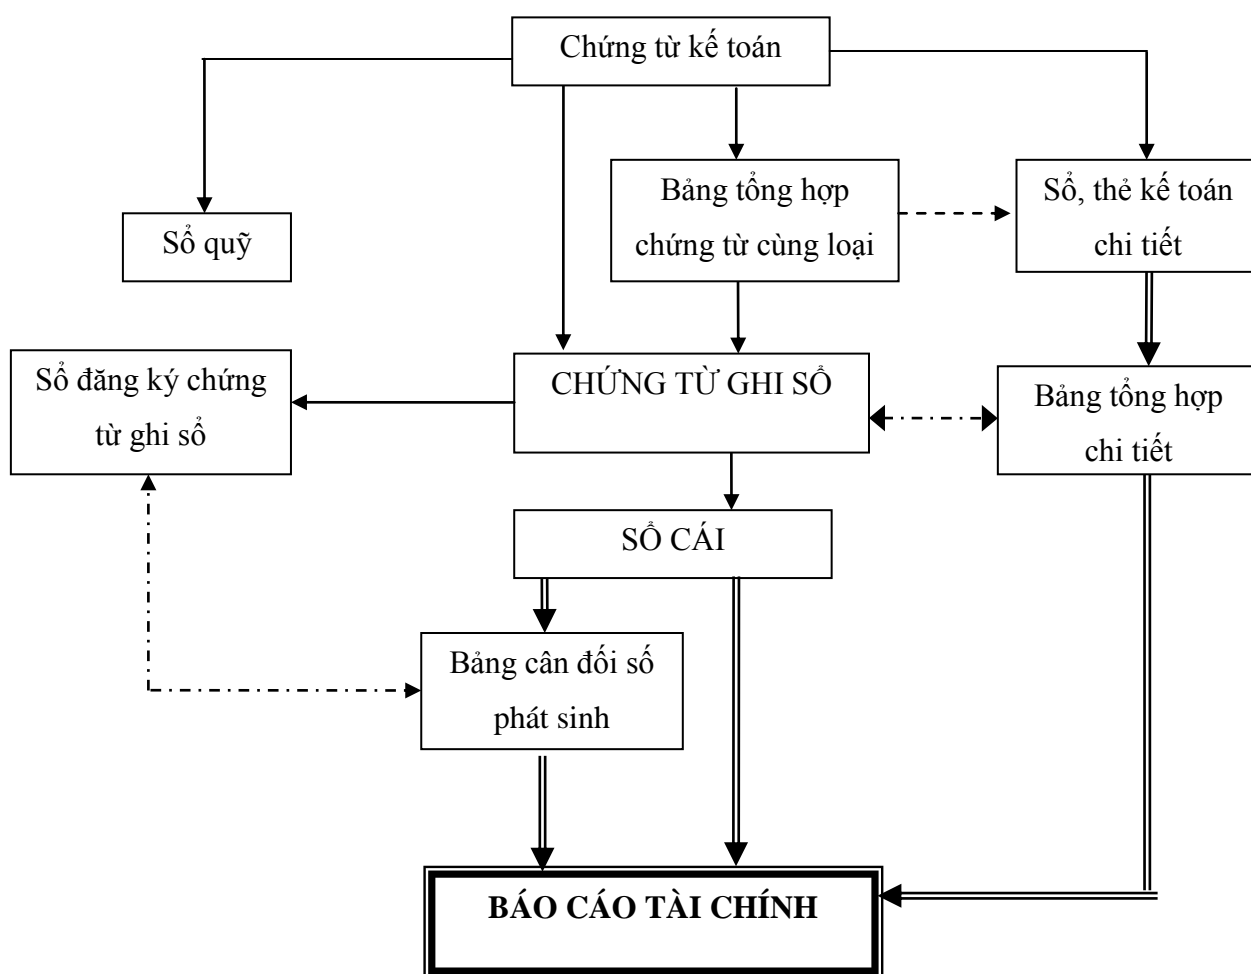 Chứng từ kế toán
Bảng tổng hợp
chứng từ cùng loại
Sổ, thẻ kế toán
chi tiết
Sổ quỹ
Sổ đăng ký chứng
từ ghi sổ
CHỨNG TỪ GHI SỔ
Bảng tổng hợp
chi tiết
SỔ CÁI
Bảng cân đối số
phát sinh
BÁO CÁO TÀI CHÍNH